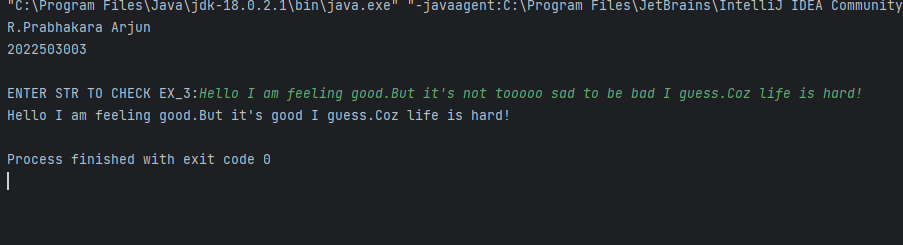 "C:\Program Files\Java\jdk-18.0.2.1\bin\java.exe" "-javaagent:C:\Program Files\JetBrains\IntelliJ IDEA Community
R.Prabhakara Arjun
2022503003
ENTER STR TO CHECK EX_3:Hello I am feeling good.But it's not tooooo sad to be bad I guess.Coz life is hard!
Hello I am feeling good.But it's good I guess.Coz life is hard!
Process finished with exit code 0